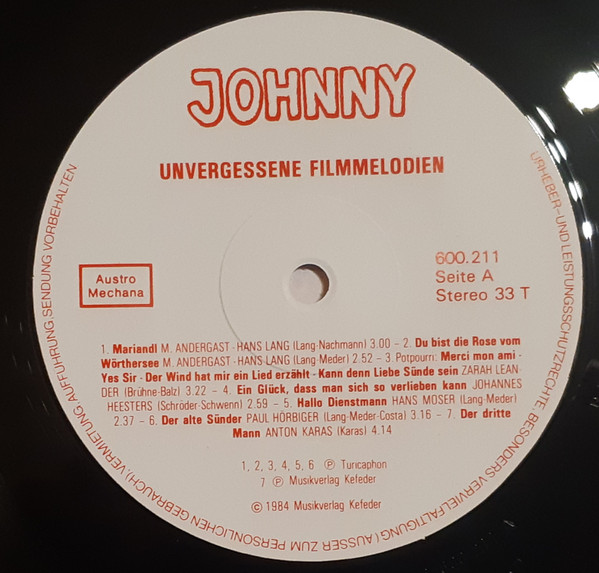 JOHNNY
UNVERGESSENE FILMMELODIEN
Austro
Mechana
600.211
Seite A
Stereo 33 T
1. Mariandl M. ANDERGAST - HANS LANG (Lang-Nachmann) 3.00 – 2. Du bist die Rose vom
Wörthersee M. ANDERGAST - HANS LANG (Lang-Meder) 2.52 – 3. Potpourri: Merci mon ami -
Yes Sir - Der Wind hat mir ein Lied erzählt - Kann denn Liebe Sünde sein ZARAH LEAN-
DER (Brühne-Balz) 3.22 – 4. Ein Glück, dass man sich so verlieben kann JOHANNES
HEESTERS (Schröder-Schwenn) 2.59 – 5. Hallo Dienstmann HANS MOSER (Lang-Meder)
2.37 – 6. Der alte Sünder PAUL HÖRBIGER (Lang-Meder-Costa) 3.16 – 7. Der dritte
Mann ANTON KARAS (Karas) 4.14
1, 2, 3, 4, 5, 6 ℗ Turicaphon
7 ℗ Musikverlag Kefeder
© 1984 Musikverlag Kefeder
URHEBER- UND LEISTUNGSSCHUTZRECHTE, BESONDERS VERVIELFÄLTIGUNG (AUSSER ZUM PERSÖNLICHEN GEBRAUCH), VERMIETUNG AUFFÜHRUNG, SENDUNG VORBEHALTEN